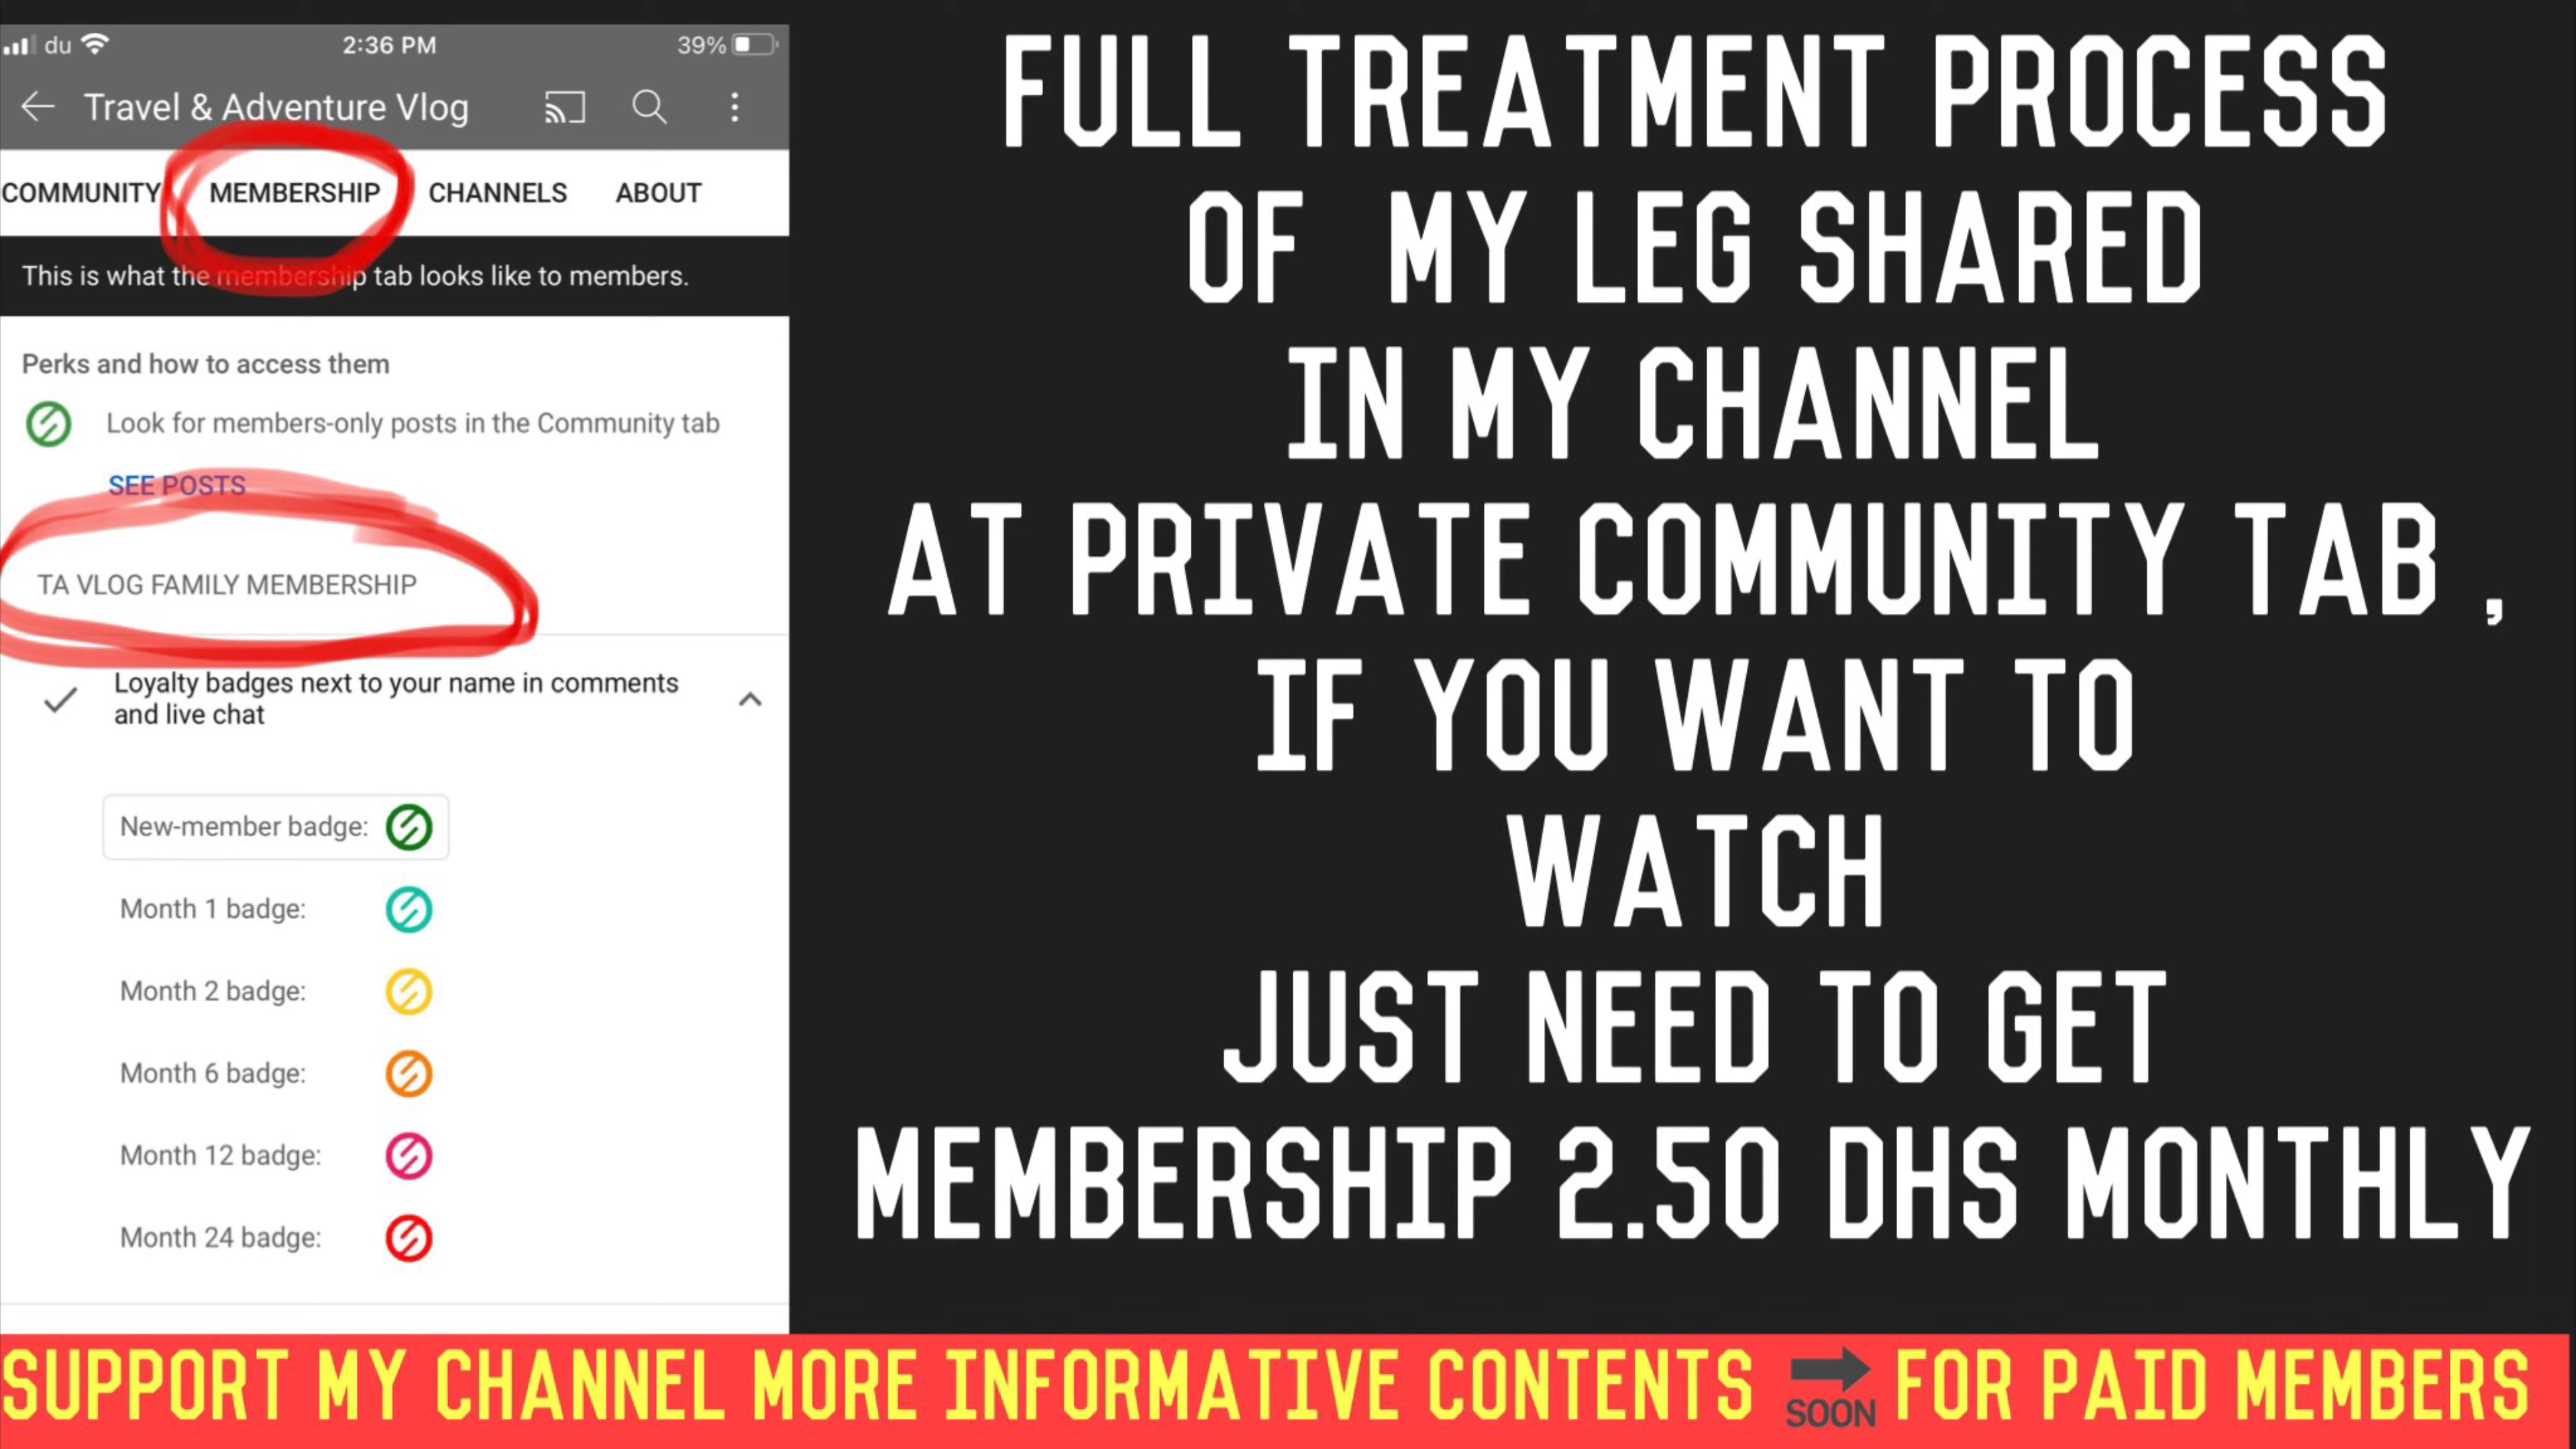 du 2:36 PM 39%
Travel & Adventure Vlog
COMMUNITY MEMBERSHIP CHANNELS ABOUT
This is what the membership tab looks like to members.
Perks and how to access them
Look for members-only posts in the Community tab
SEE POSTS
TA VLOG FAMILY MEMBERSHIP
Loyalty badges next to your name in comments
and live chat
New-member badge:
Month 1 badge:
Month 2 badge:
Month 6 badge:
Month 12 badge:
Month 24 badge:
FULL TREATMENT PROCESS
OF MY LEG SHARED
IN MY CHANNEL
AT PRIVATE COMMUNITY TAB ,
IF YOU WANT TO
WATCH
JUST NEED TO GET
MEMBERSHIP 2.50 DHS MONTHLY
SUPPORT MY CHANNEL MORE INFORMATIVE CONTENTS SOON FOR PAID MEMBERS